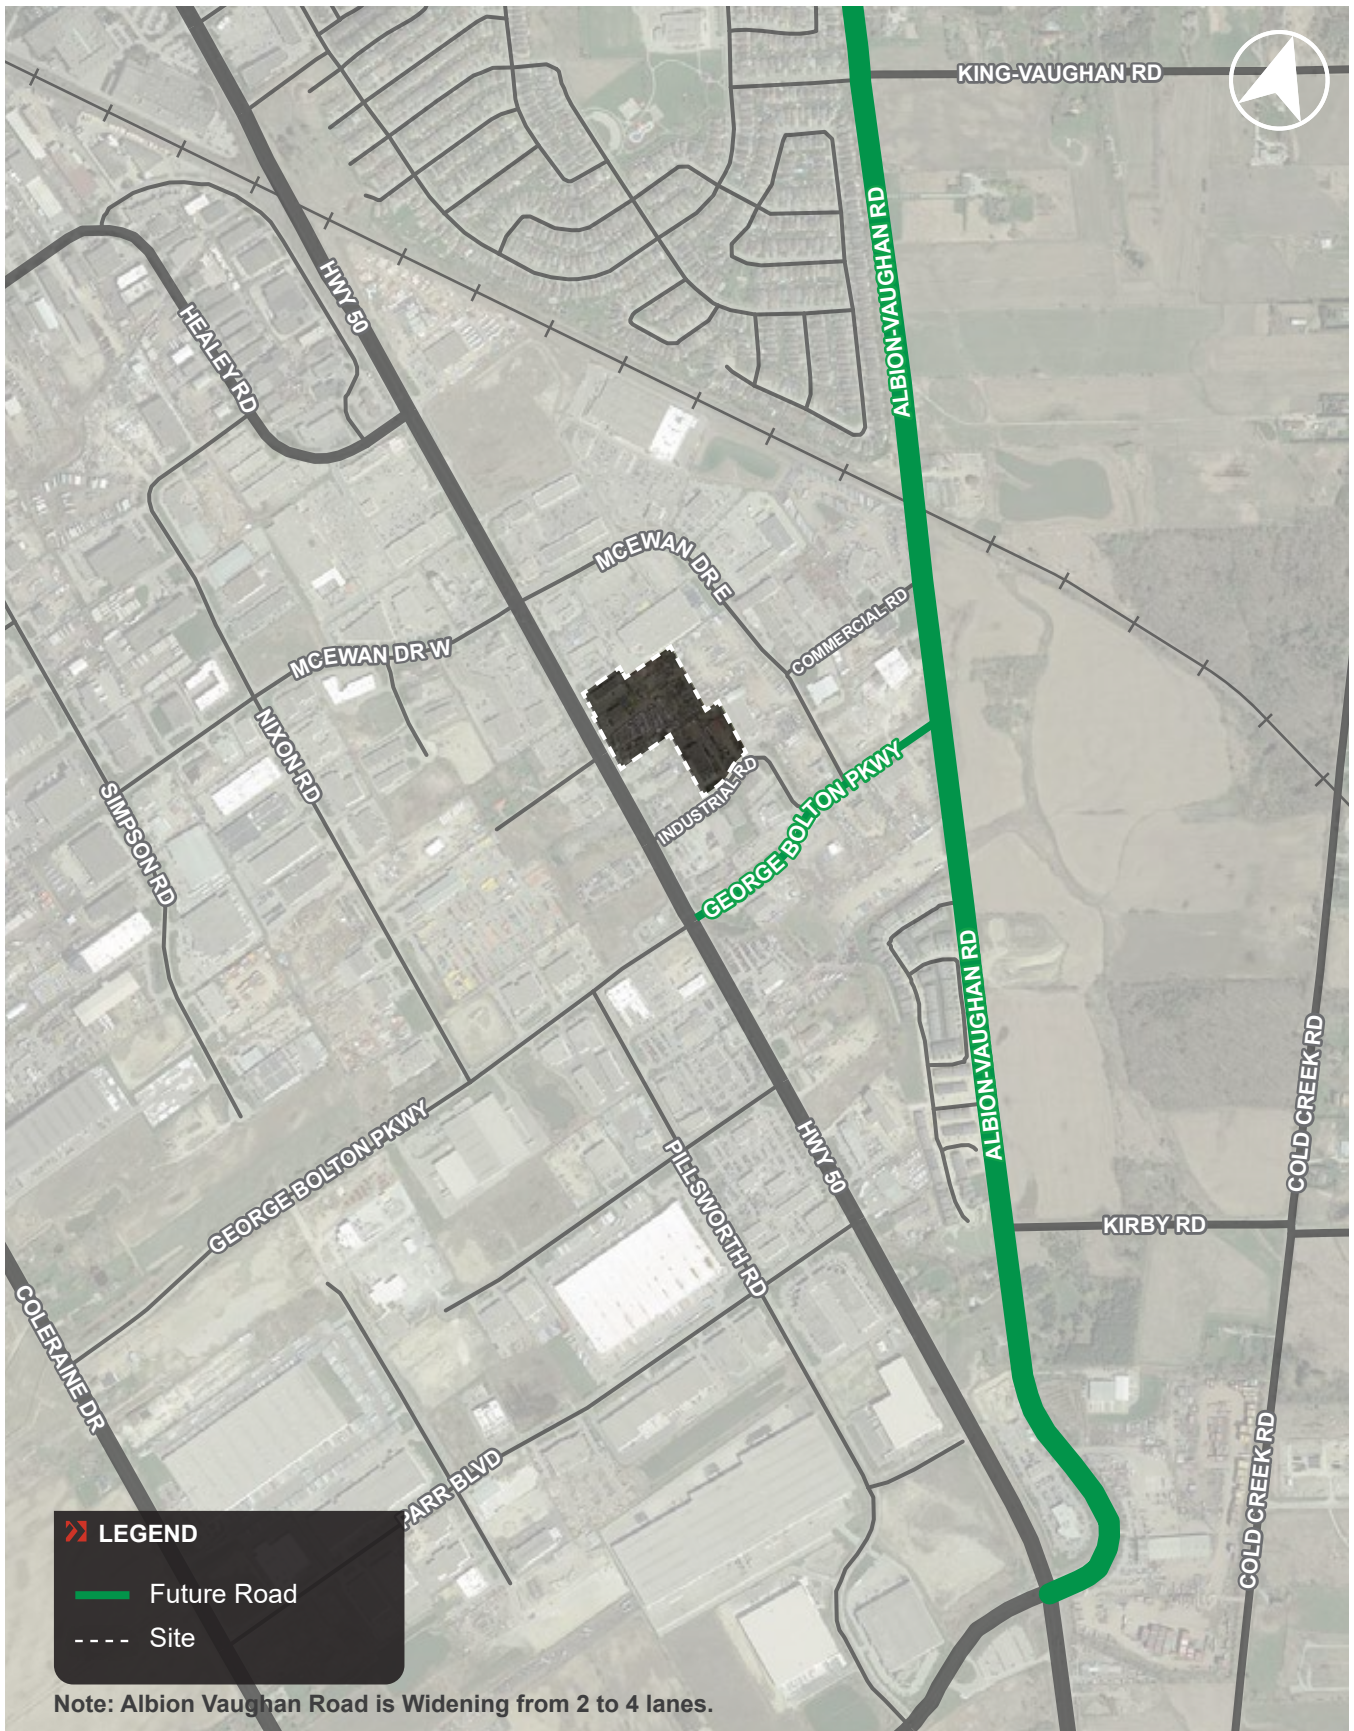 KING-VAUGHAN RD
ALBION-VAUGHAN RD
HWY 50
HEALEY RD
MCEWAN DR E
COMMERCIAL RD
MCEWAN DR W
NIXON RD
SIMPSON RD
INDUSTRIAL RD
GEORGE BOLTON PKWY
ALBION-VAUGHAN RD
COLD CREEK RD
GEORGE BOLTON PKWY
PILLSWORTH RD
HWY 50
KIRBY RD
COLERAINE DR
PARR BLVD
COLD CREEK RD
LEGEND
Future Road
Site
Note: Albion Vaughan Road is Widening from 2 to 4 lanes.